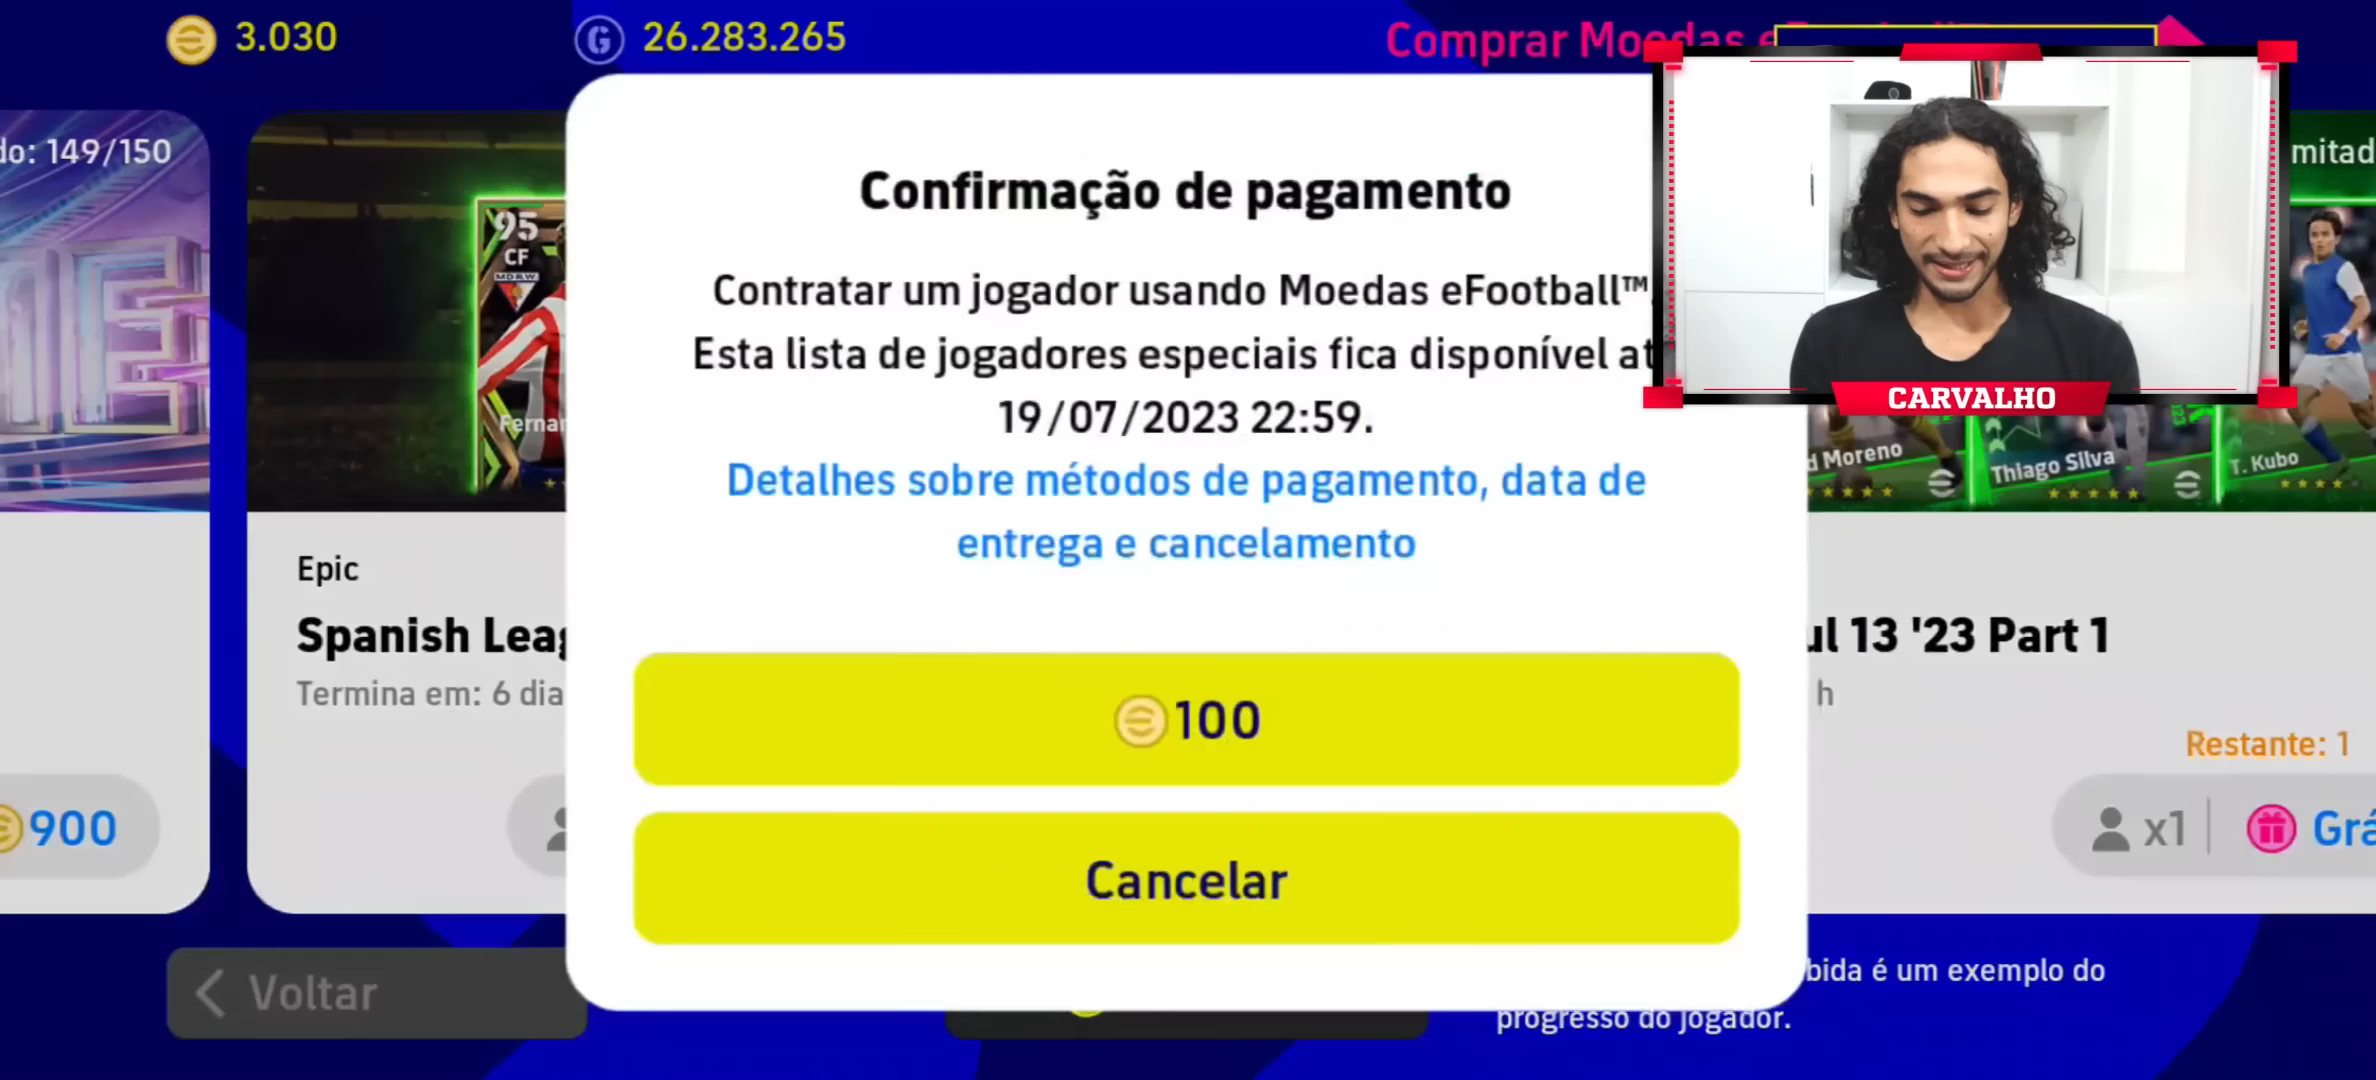 3.030
26.283.265
Comprar Moedas e
do: 149/150
95
CF
Confirmação de pagamento
Contratar um jogador usando Moedas eFootball™
Esta lista de jogadores especiais fica disponível at
19/07/2023 22:59.
Detalhes sobre métodos de pagamento, data de
entrega e cancelamento
CARVALHO
mitad
Fernan
d Moreno
Thiago Silva
T. Kubo
Epic
Spanish Leag
Termina em: 6 dia
ul 13 '23 Part 1
h
Restante: 1
100
900
x1
Grá
Cancelar
Voltar
bida é um exemplo do
progresso do jogador.